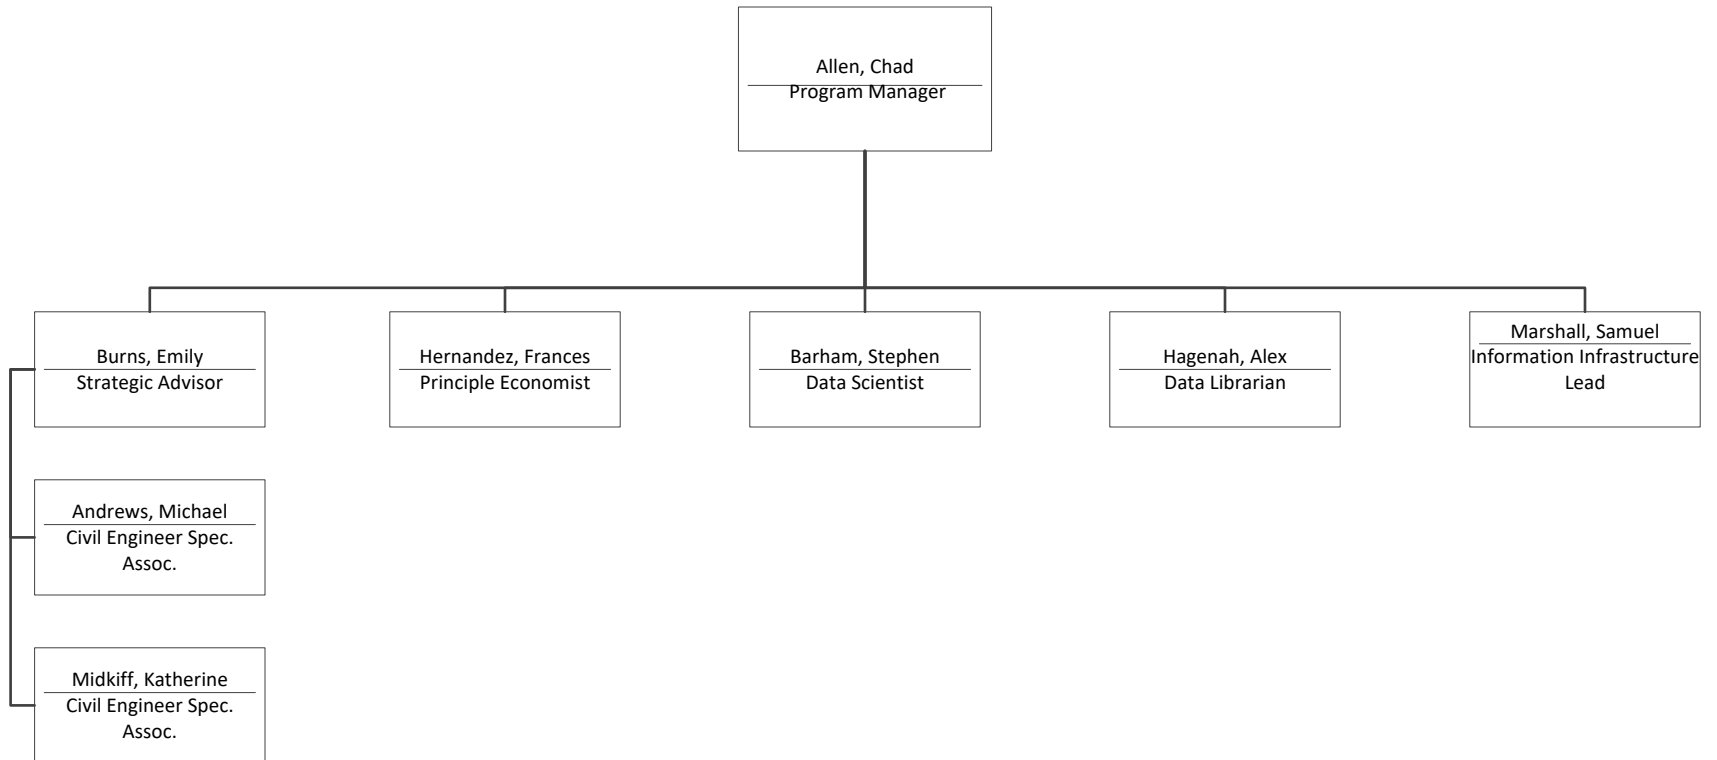 Allen, Chad
Program Manager
Burns, Emily
Strategic Advisor
Hernandez, Frances
Principle Economist
Barham, Stephen
Data Scientist
Hagenah, Alex
Data Librarian
Marshall, Samuel
Information Infrastructure
Lead
Andrews, Michael
Civil Engineer Spec.
Assoc.
Midkiff, Katherine
Civil Engineer Spec.
Assoc.